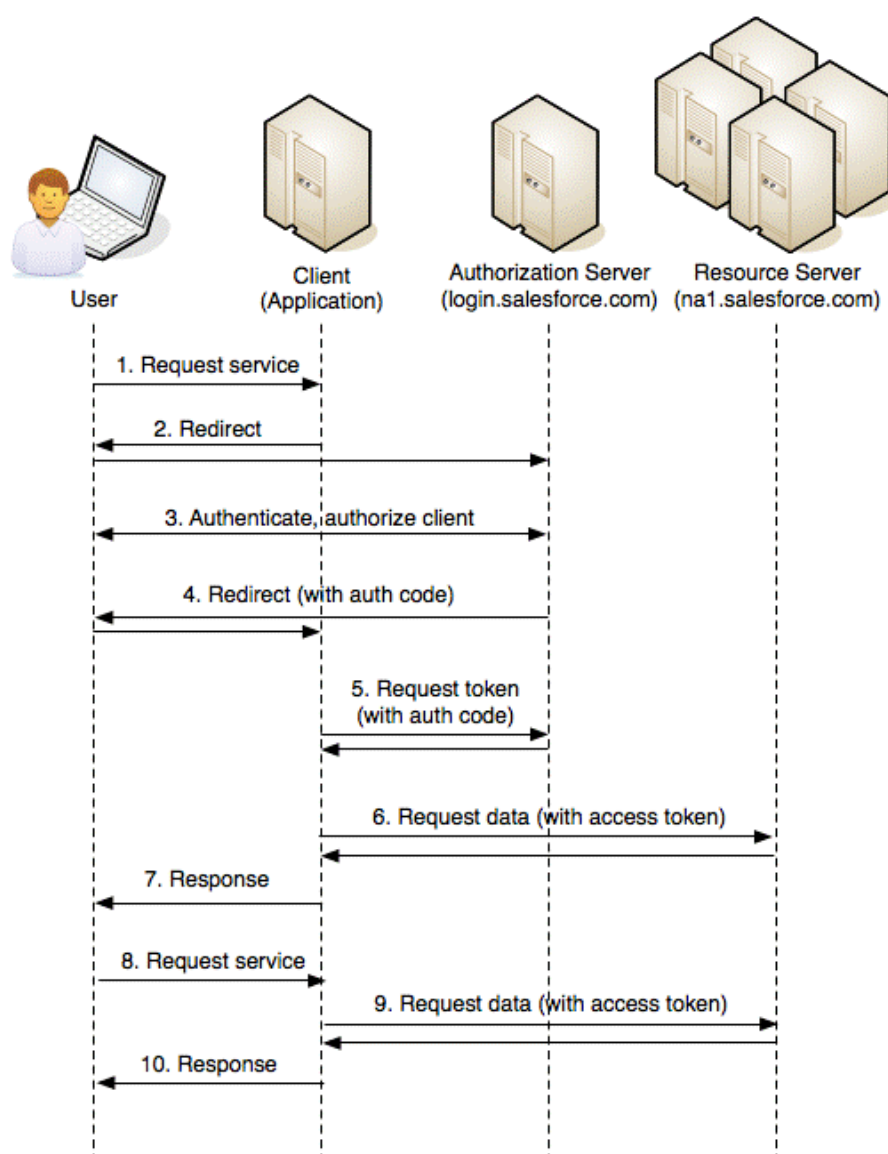 User
Client
(Application)
Authorization Server
(login.salesforce.com)
Resource Server
(na1.salesforce.com)
1. Request service
2. Redirect
3. Authenticate, authorize client
4. Redirect (with auth code)
5. Request token
(with auth code)
6. Request data (with access token)
7. Response
8. Request service
9. Request data (with access token)
10. Response